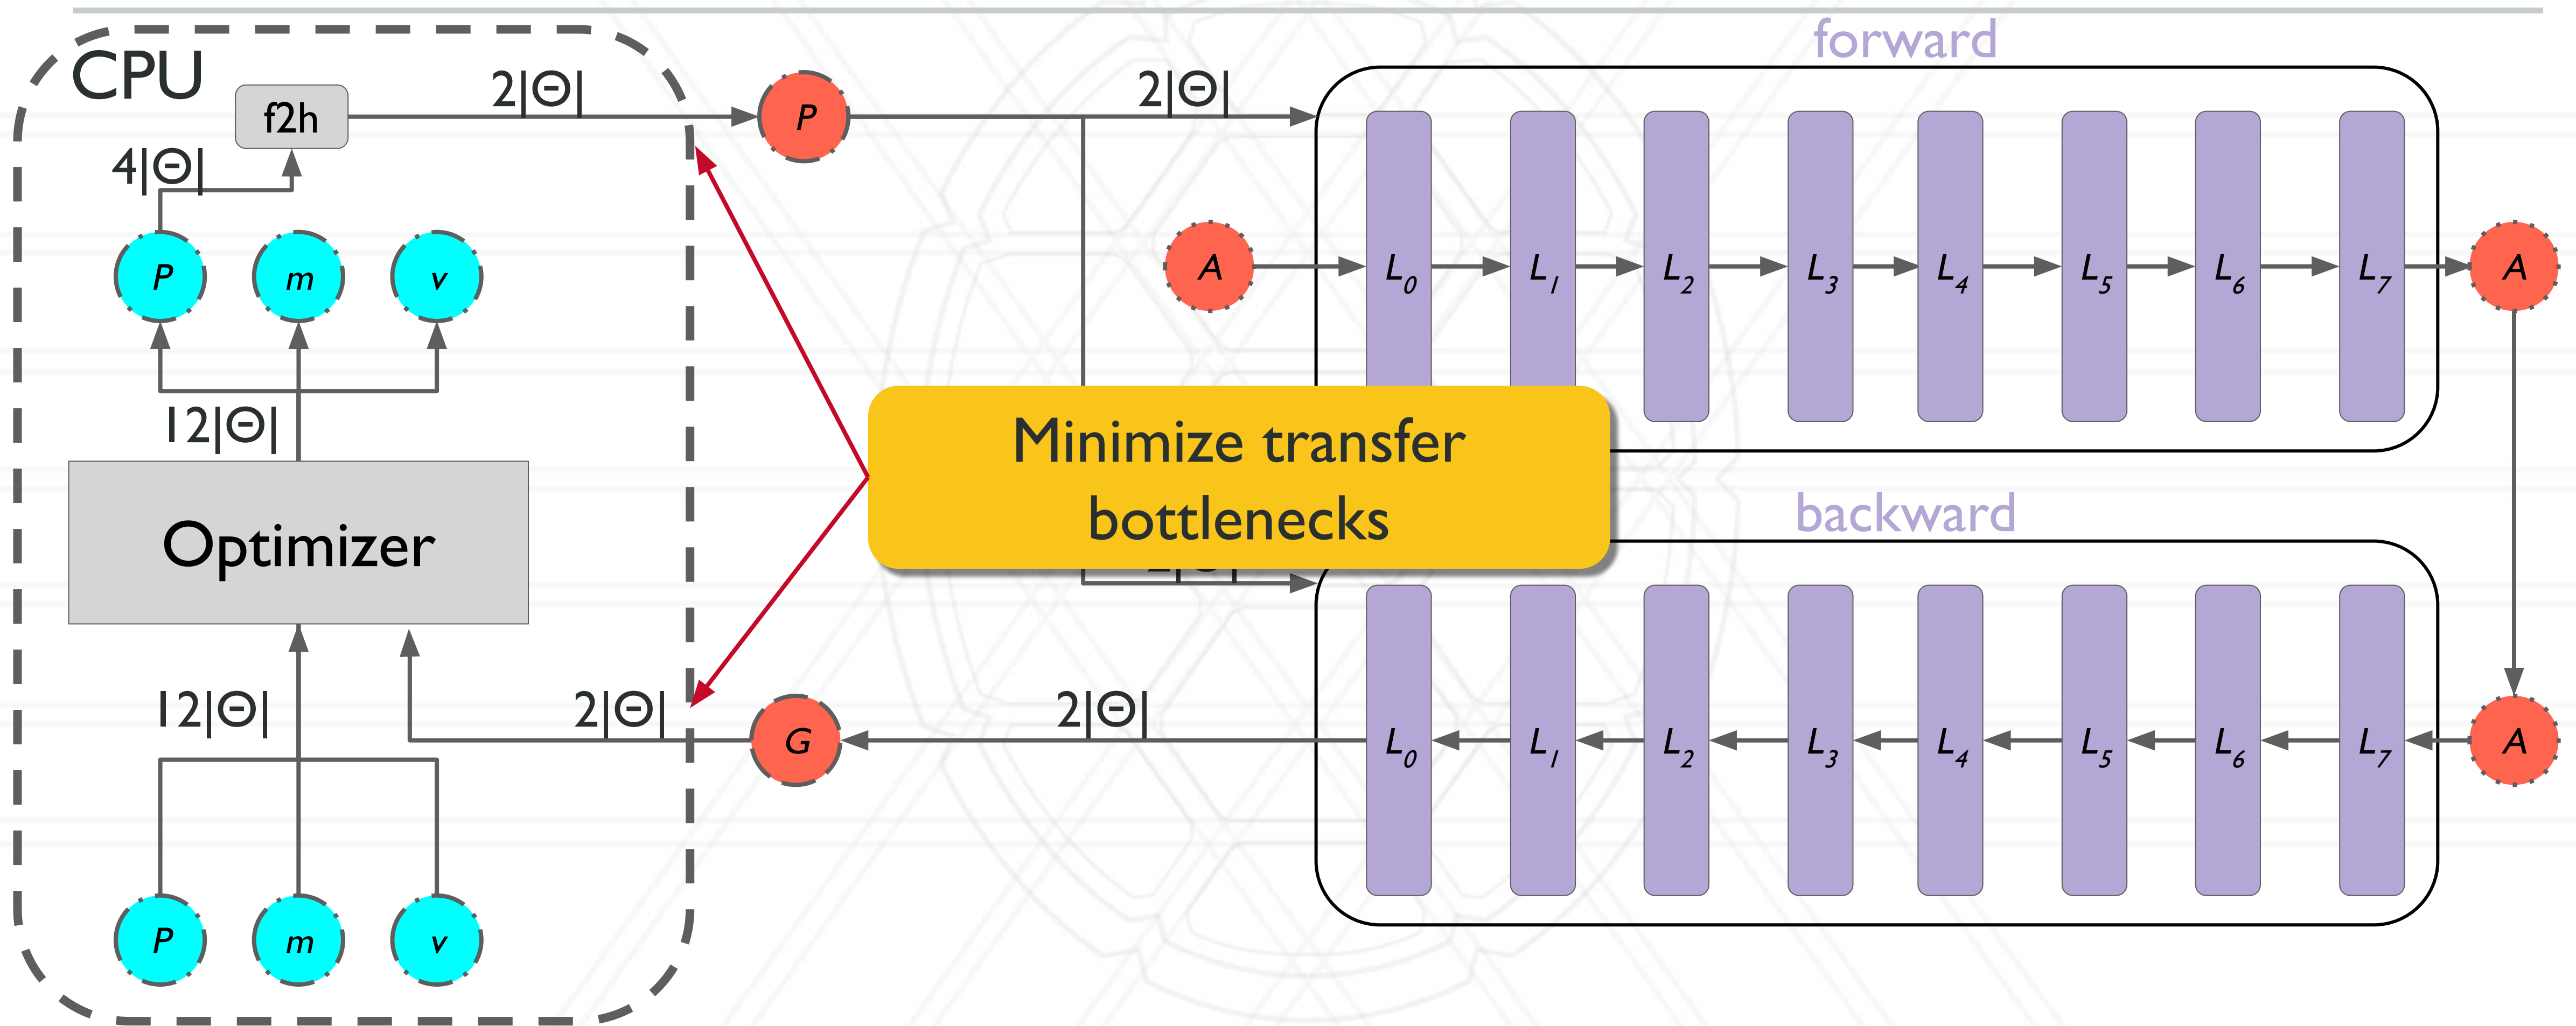 forward
CPU
f2h
2|Θ|
P
2|Θ|
4|Θ|
P
m
v
A
L0
L1
L2
L3
L4
L5
L6
L7
A
12|Θ|
Minimize transfer
bottlenecks
Optimizer
backward
12|Θ|
2|Θ|
G
2|Θ|
L0
L1
L2
L3
L4
L5
L6
L7
A
P
m
v